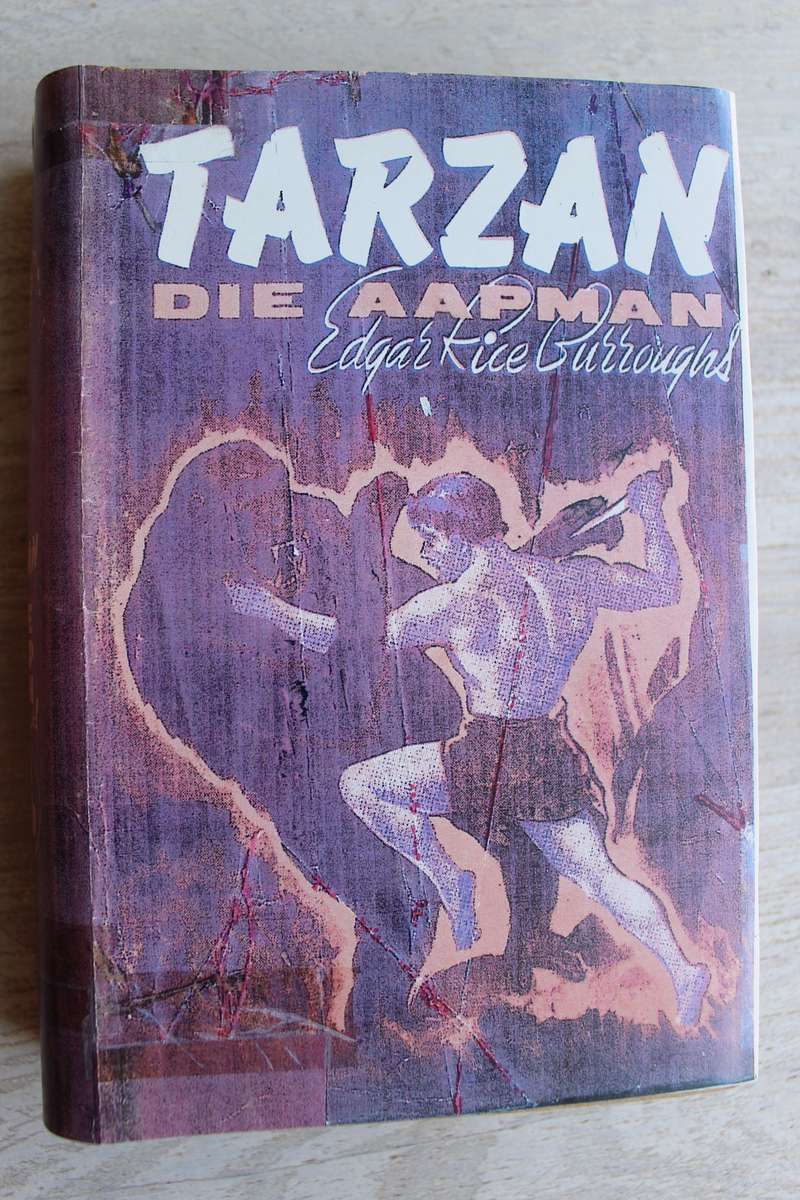 TARZAN
DIE AAPMAN
Edgar Rice Burroughs